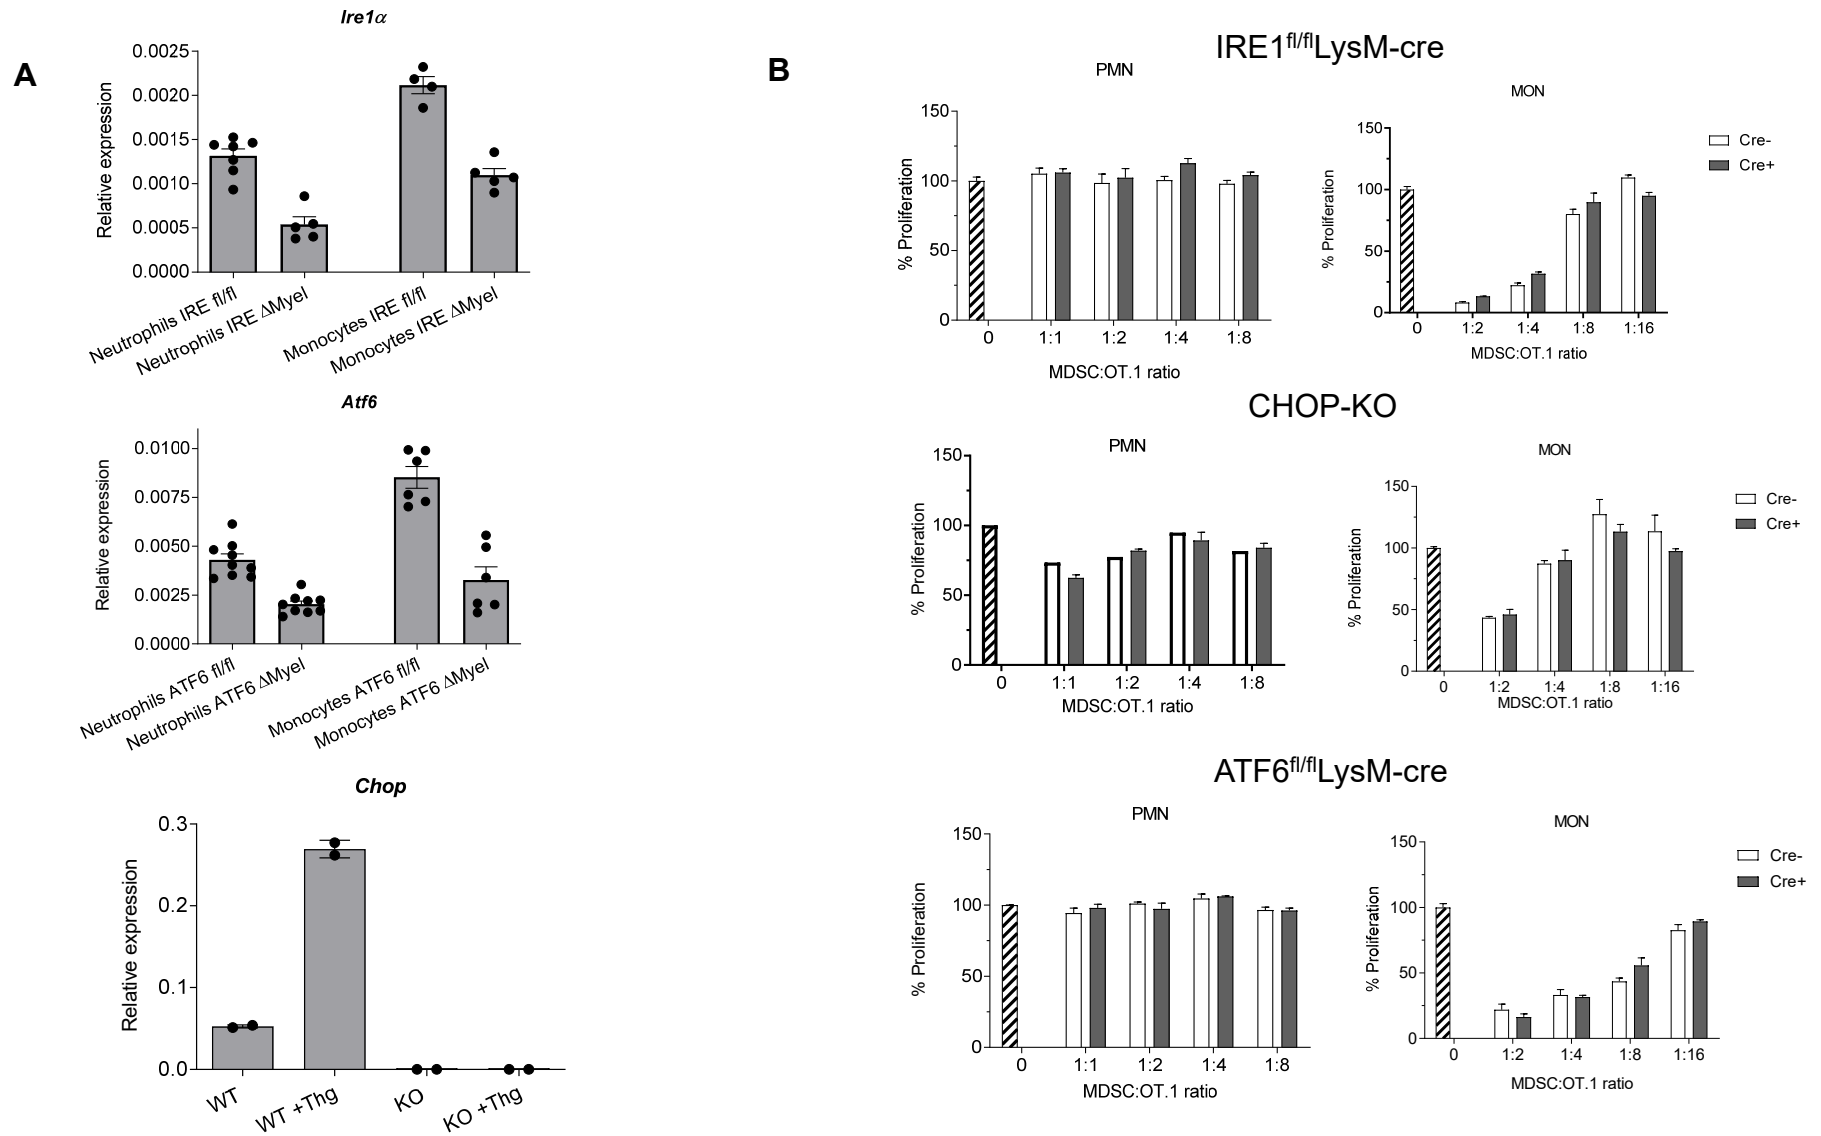 A
Ire1α
Relative expression
0.0025
0.0020
0.0015
0.0010
0.0005
0.0000
Neutrophils IRE fl/fl
Neutrophils IRE ΔMyel
Monocytes IRE fl/fl
Monocytes IRE ΔMyel
Atf6
Relative expression
0.0100
0.0075
0.0050
0.0025
0.0000
Neutrophils ATF6 fl/fl
Neutrophils ATF6 ΔMyel
Monocytes ATF6 fl/fl
Monocytes ATF6 ΔMyel
Chop
Relative expression
0.3
0.2
0.1
0.0
WT
WT +Thg
KO
KO +Thg
B
IRE1fl/flLysM-cre
PMN
% Proliferation
150
100
50
0
0 1:1 1:2 1:4 1:8
MDSC:OT.1 ratio
MON
% Proliferation
150
100
50
0
0 1:2 1:4 1:8 1:16
MDSC:OT.1 ratio
Cre-
Cre+
CHOP-KO
PMN
% Proliferation
150
100
50
0
0 1:1 1:2 1:4 1:8
MDSC:OT.1 ratio
MON
% Proliferation
150
100
50
0
0 1:2 1:4 1:8 1:16
MDSC:OT.1 ratio
Cre-
Cre+
ATF6fl/flLysM-cre
PMN
% Proliferation
150
100
50
0
0 1:1 1:2 1:4 1:8
MDSC:OT.1 ratio
MON
% Proliferation
150
100
50
0
0 1:2 1:4 1:8 1:16
MDSC:OT.1 ratio
Cre-
Cre+